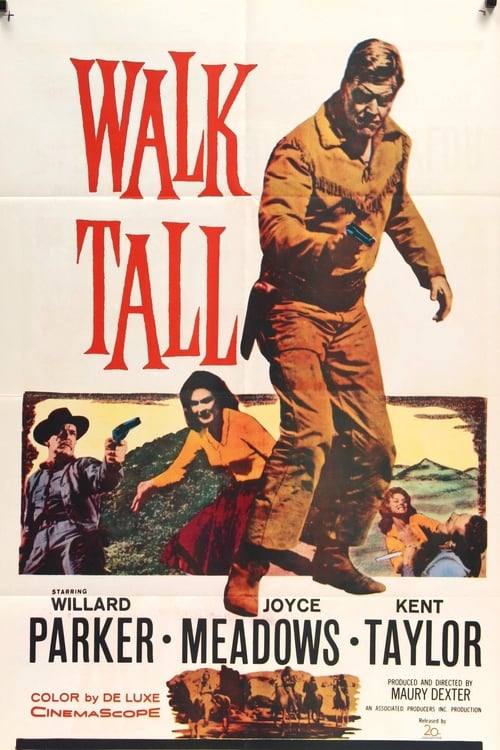 WALK
TALL
STARRING
WILLARD
PARKER •
JOYCE
MEADOWS •
KENT
TAYLOR
COLOR by DE LUXE
CINEMASCOPE
PRODUCED AND DIRECTED BY
MAURY DEXTER
AN ASSOCIATED PRODUCERS INC. PRODUCTION
Released by
20